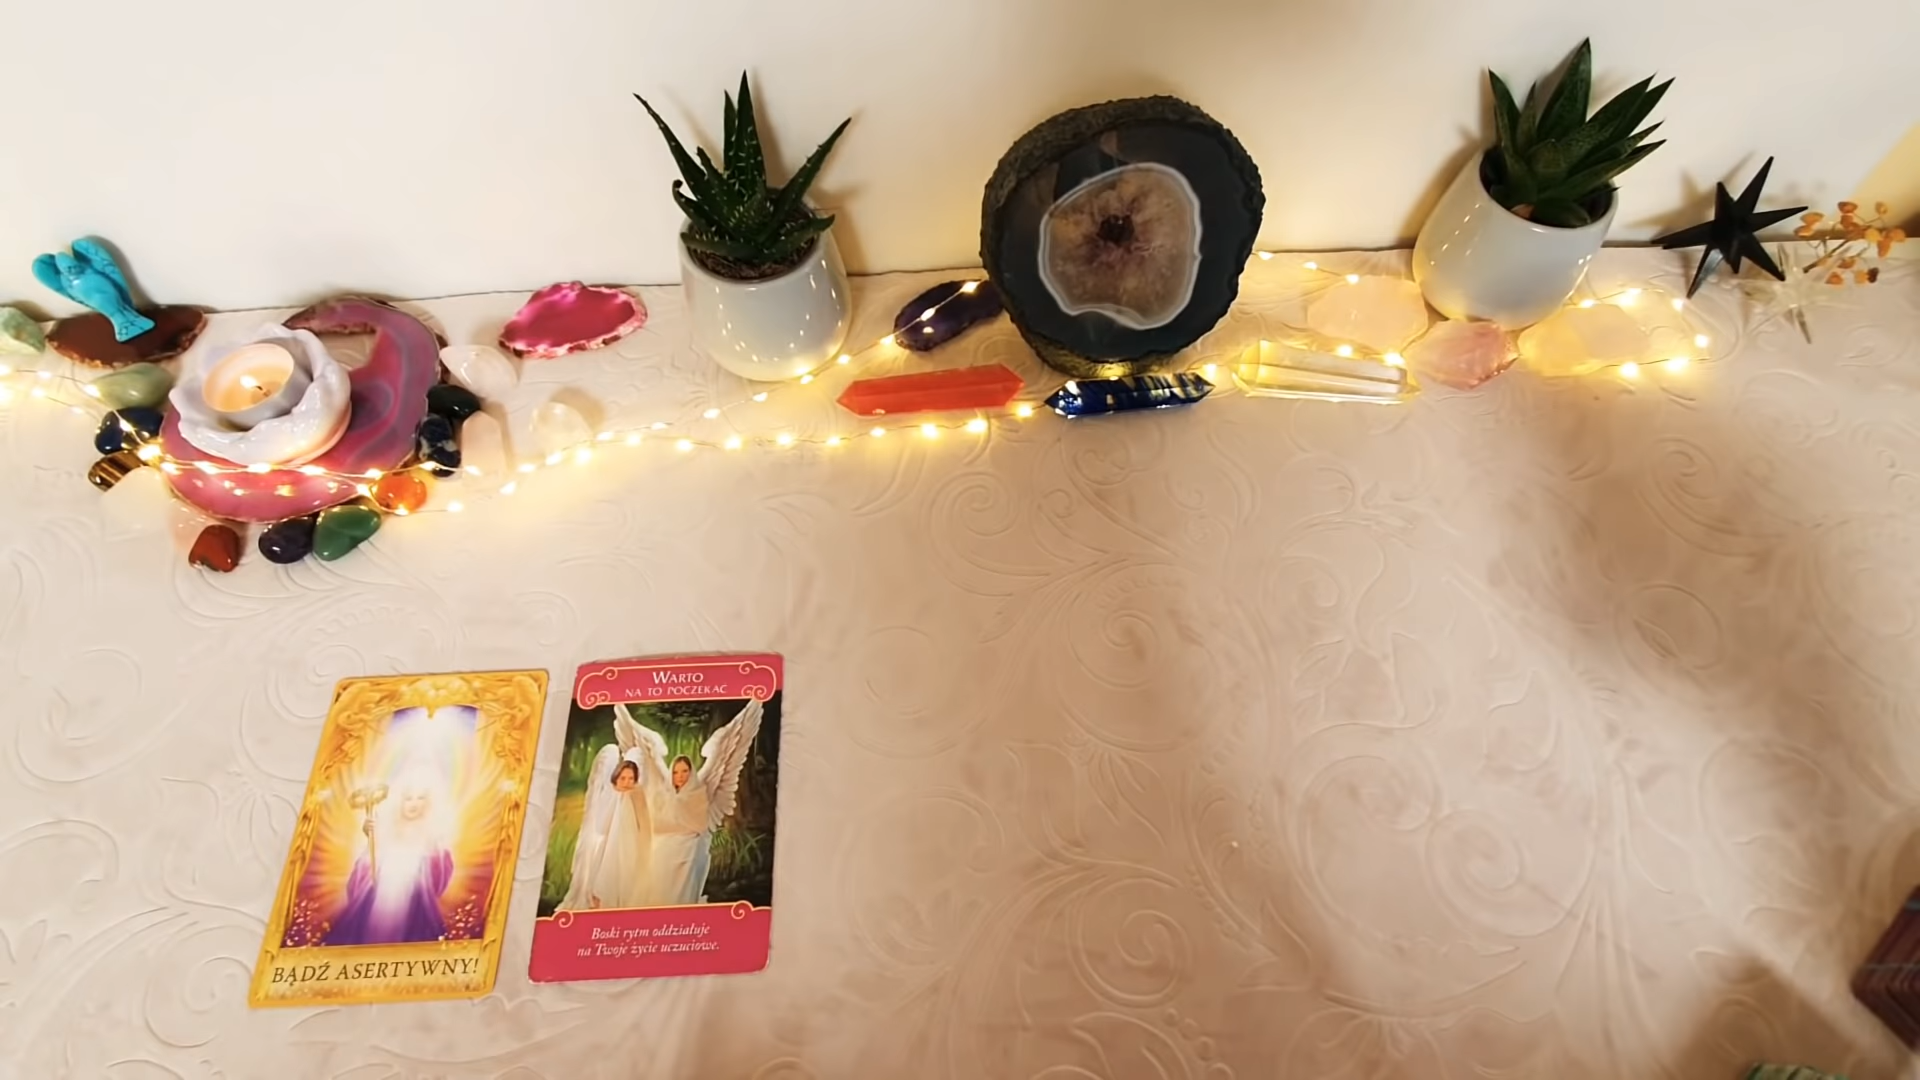 BĄDŹ ASERTYWNY!
WARTO
NA TO POCZEKAĆ
Boski rytm oddziałuje
na Twoje życie uczuciowe.